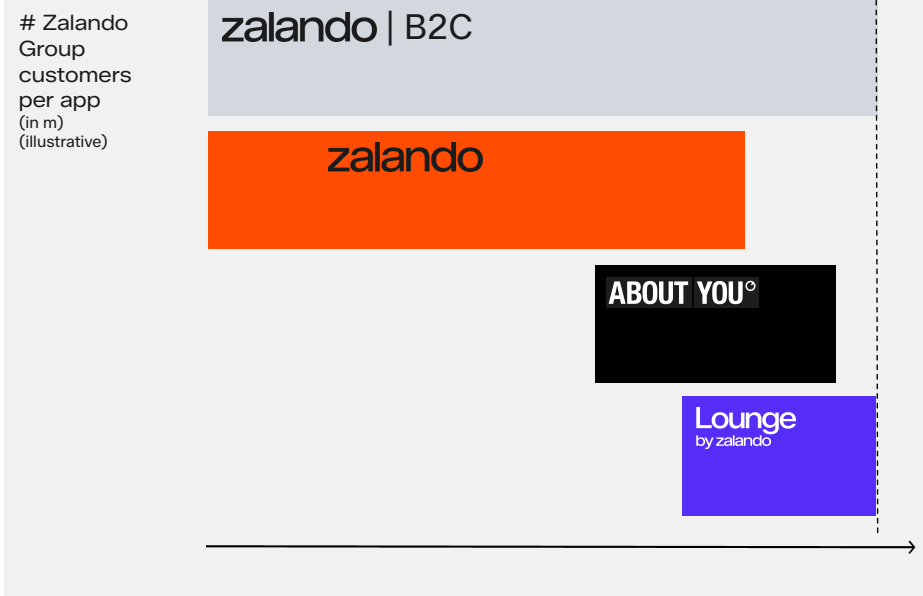 # Zalando
Group
customers
per app
(in m)
(illustrative)
zalando | B2C
zalando
ABOUT YOU°
Lounge
by zalando